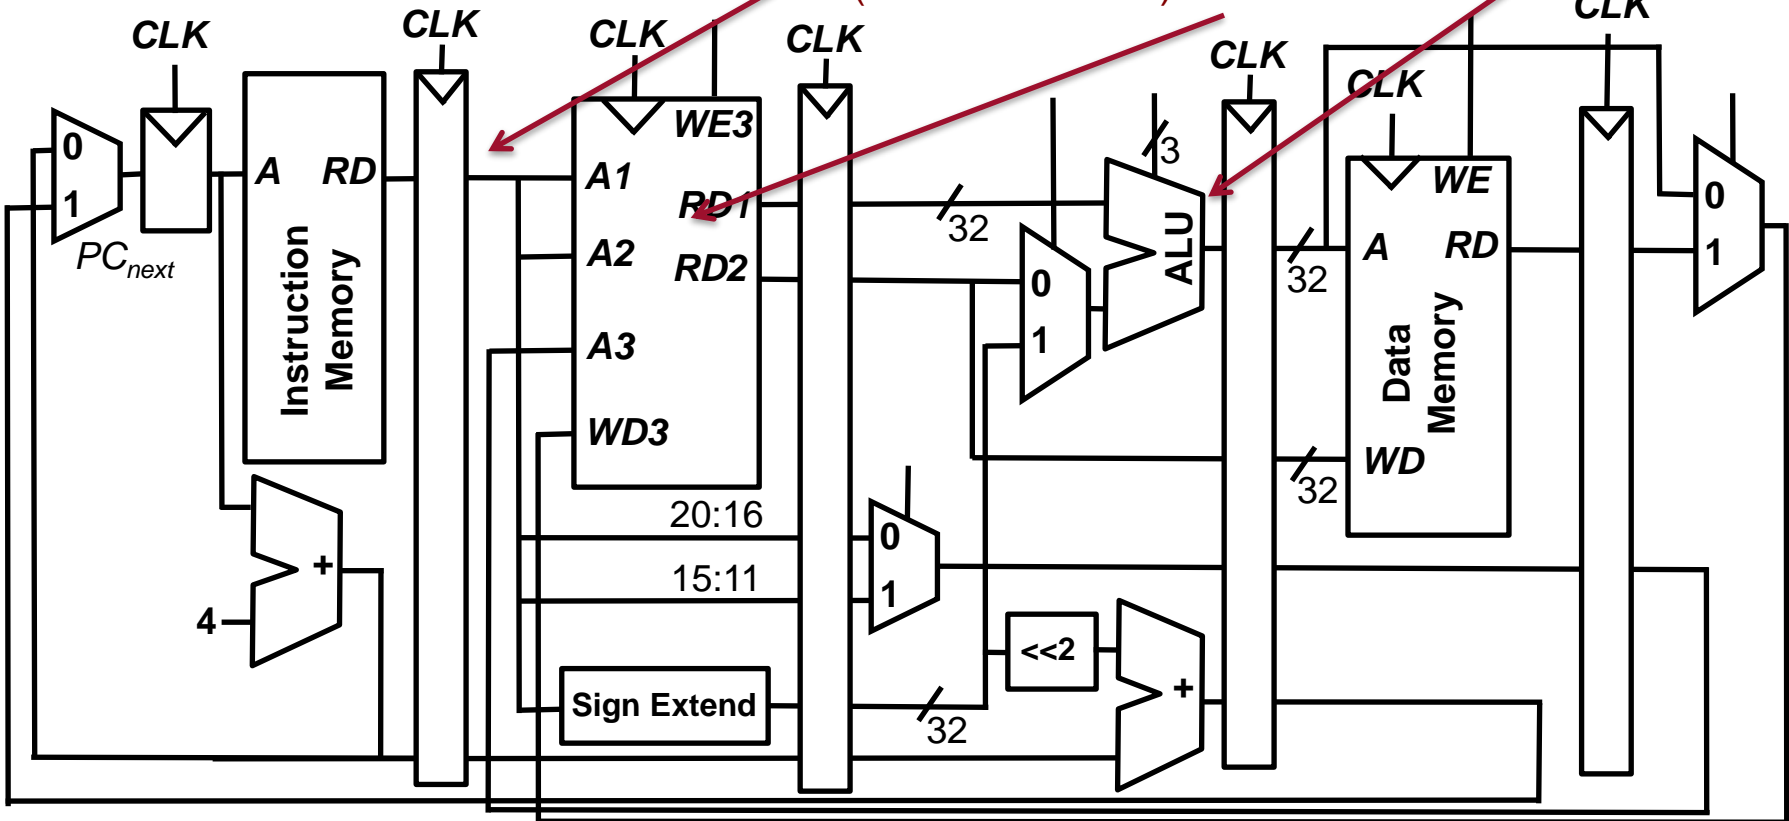 CLK
CLK
CLK
CLK
CLK
CLK
CLK
0
1
PCnext
A
RD
Instruction
Memory
4
+
WE3
A1
RD1
A2
RD2
A3
WD3
20:16
15:11
Sign Extend
32
32
0
1
0
1
<<2
+
3
ALU
32
32
WE
A
RD
Data
Memory
WD
0
1